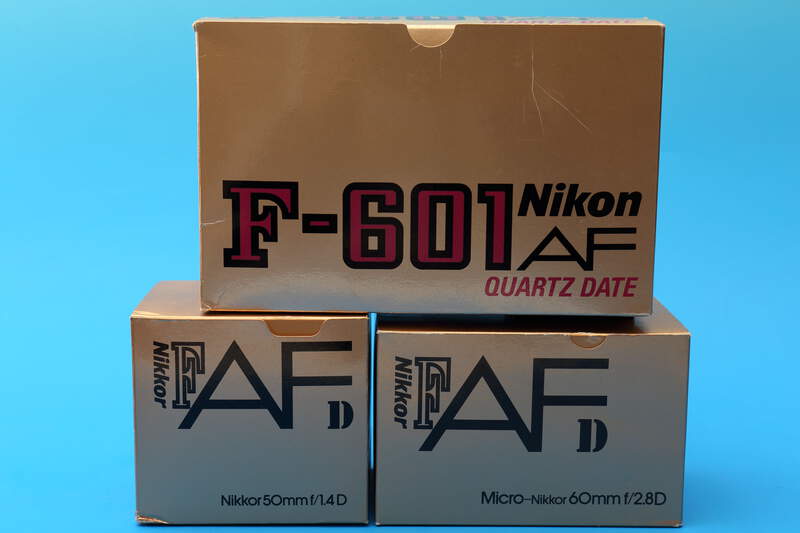 F-601 Nikon
AF
QUARTZ DATE
Nikkor
F AF
D
Nikkor 50mm f/1.4 D
Nikkor
F AF
D
Micro-Nikkor 60mm f/2.8D